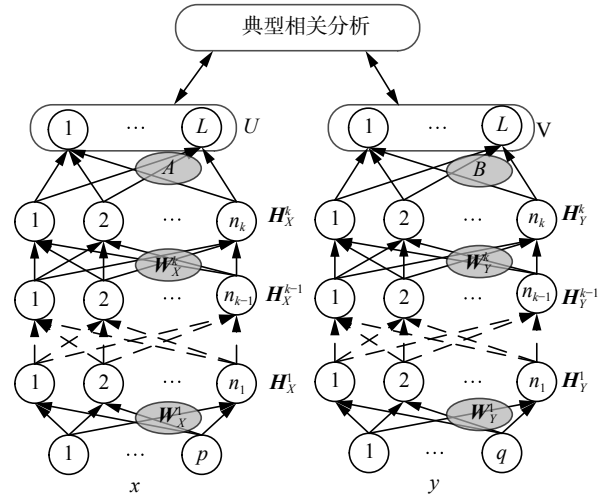 典型相关分析
1 ... L U 1 ... L V
A B
1 2 ... n_k H_X^k 1 2 ... n_k H_Y^k
W_X^k W_Y^k
1 2 ... n_{k-1} H_X^{k-1} 1 2 ... n_{k-1} H_Y^{k-1}
1 2 ... n_1 H_X^1 1 2 ... n_1 H_Y^1
W_X^1 W_Y^1
1 ... p 1 ... q
x y